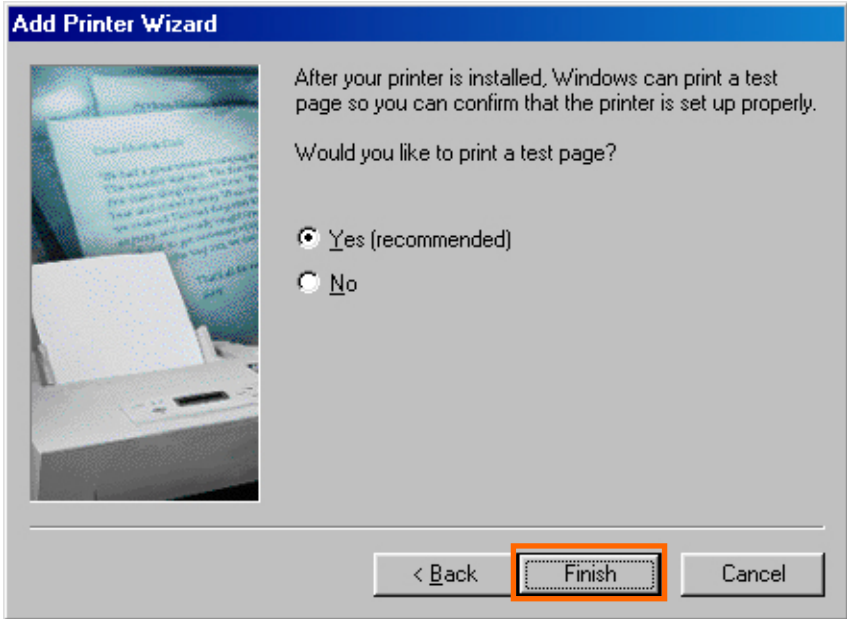 Add Printer Wizard
After your printer is installed, Windows can print a test
page so you can confirm that the printer is set up properly.
Would you like to print a test page?
Yes (recommended)
No
< Back
Finish
Cancel